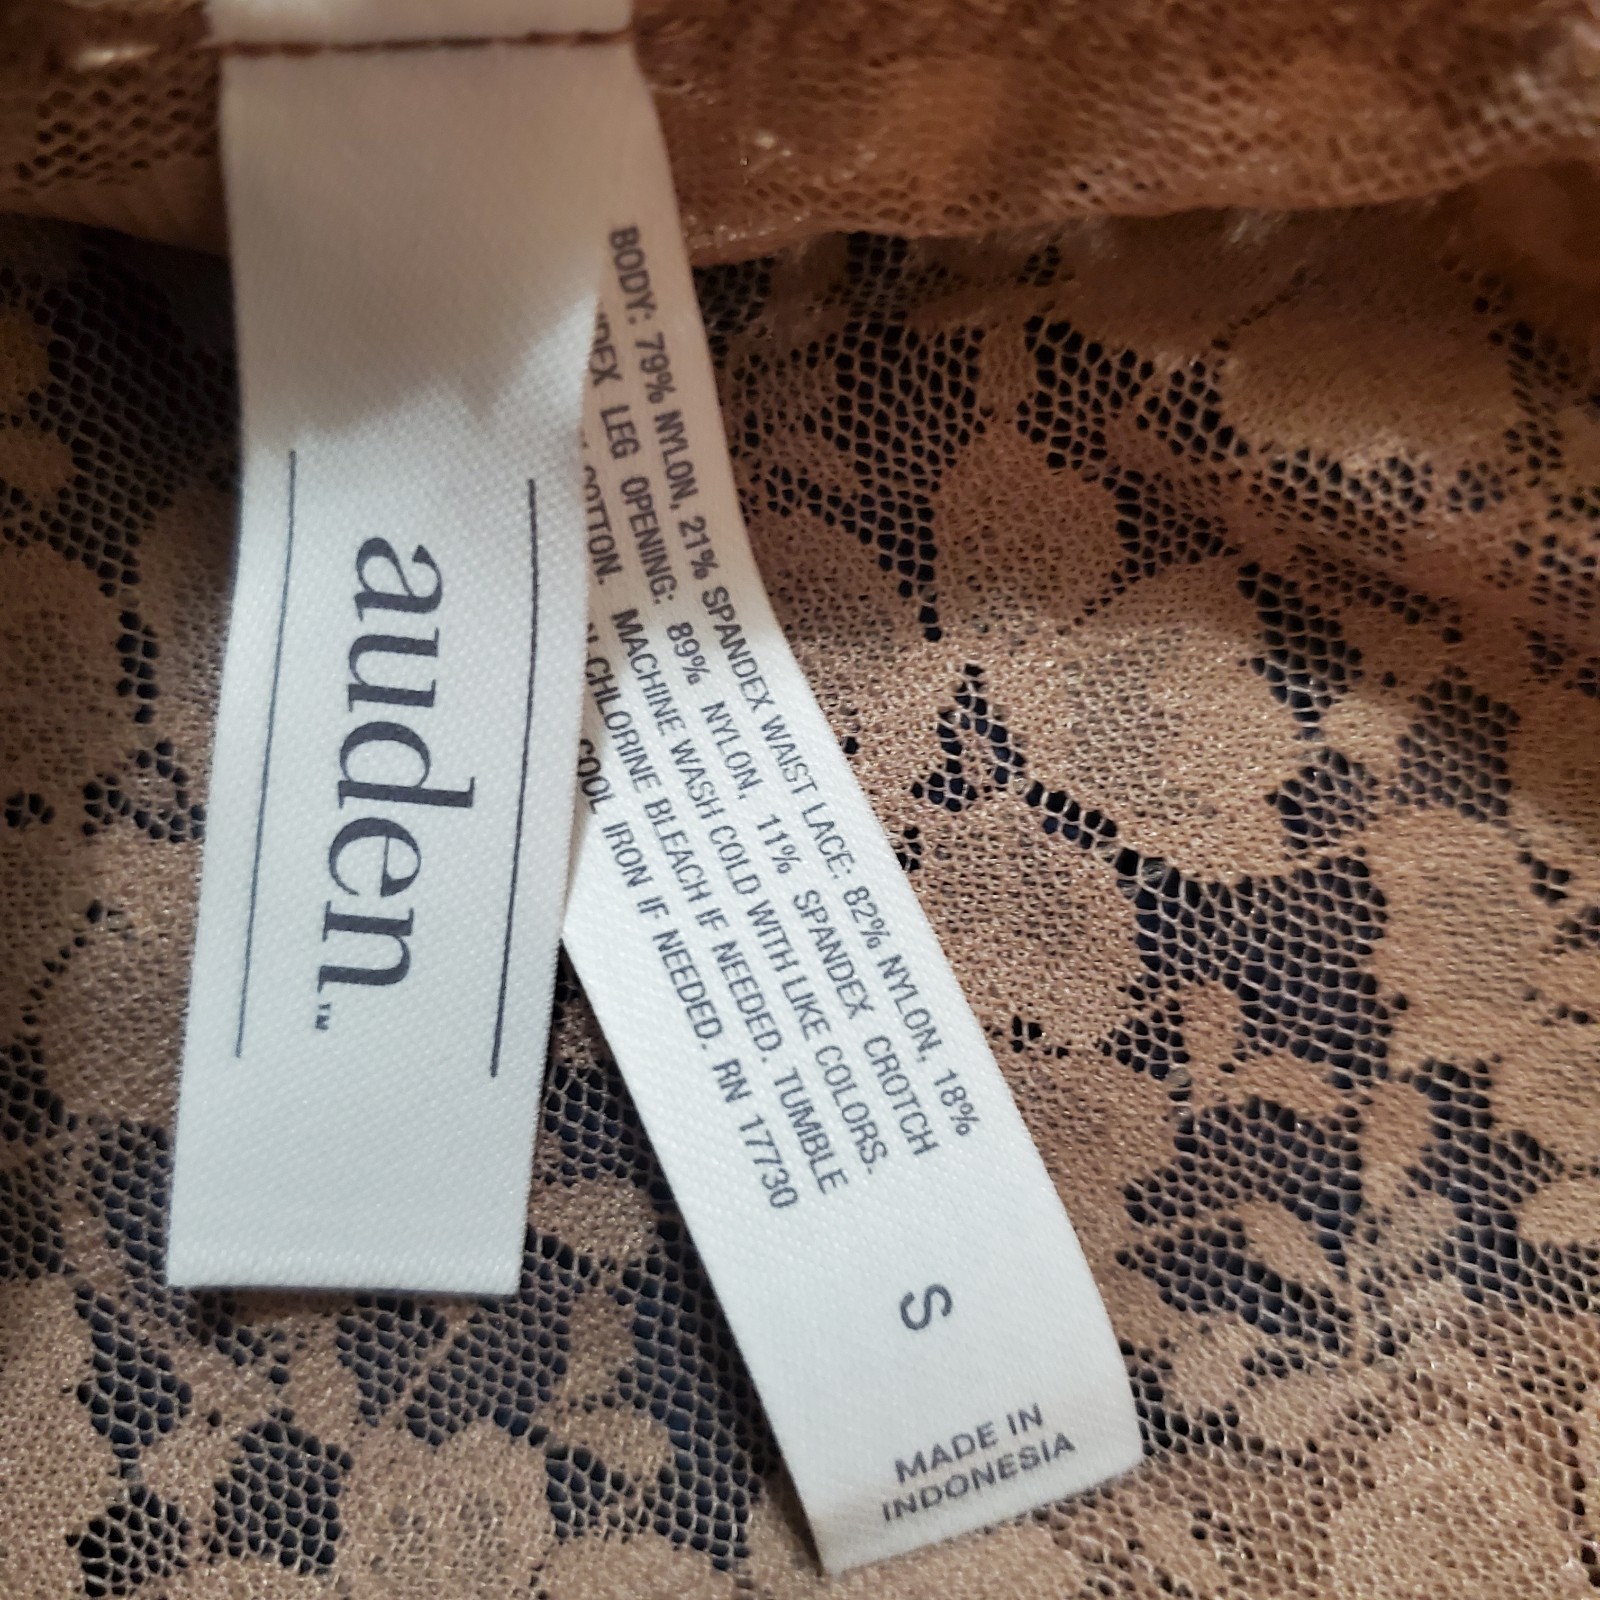 auden™
BODY: 79% NYLON, 21% SPANDEX WAIST LACE: 82% NYLON, 18%
LEG OPENING: 89% NYLON. 11% SPANDEX CROTCH
COTTON. MACHINE WASH COLD WITH LIKE COLORS.
CHLORINE BLEACH IF NEEDED. TUMBLE
COOL IRON IF NEEDED. RN 17730
S
MADE IN
INDONESIA